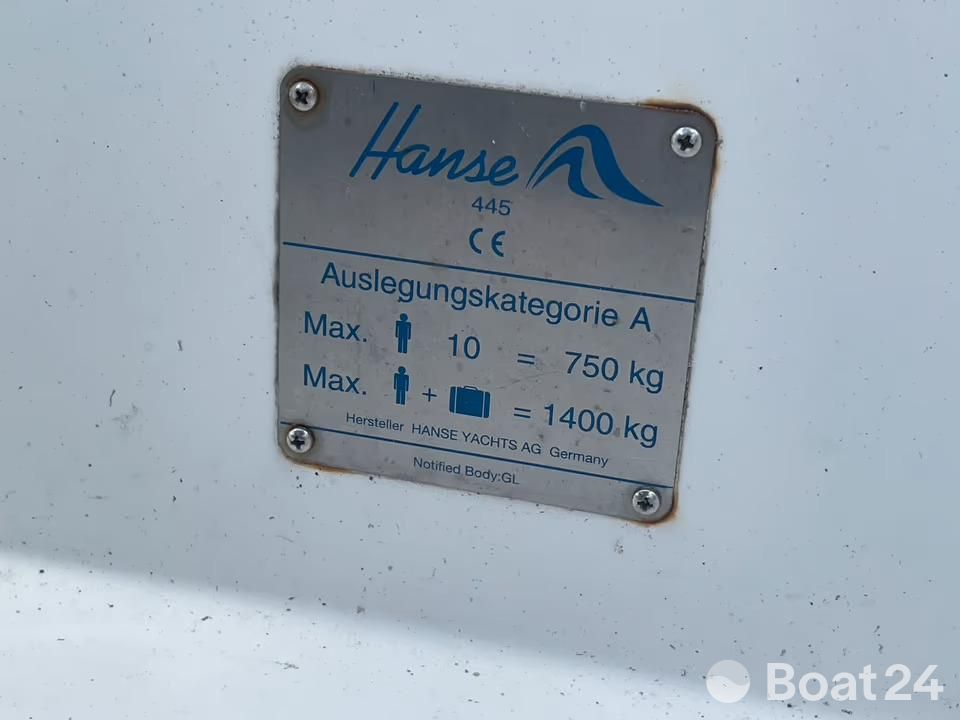 Hanse
445
CE
Auslegungskategorie A
Max. 10 = 750 kg
Max. + = 1400 kg
Hersteller HANSE YACHTS AG Germany
Notified Body:GL
Boat24